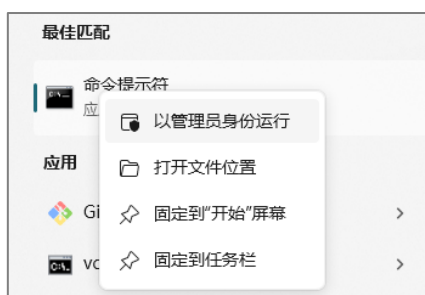 最佳匹配
命令提示符
应
以管理员身份运行
应用
打开文件位置
Gi
固定到“开始”屏幕
vc
固定到任务栏